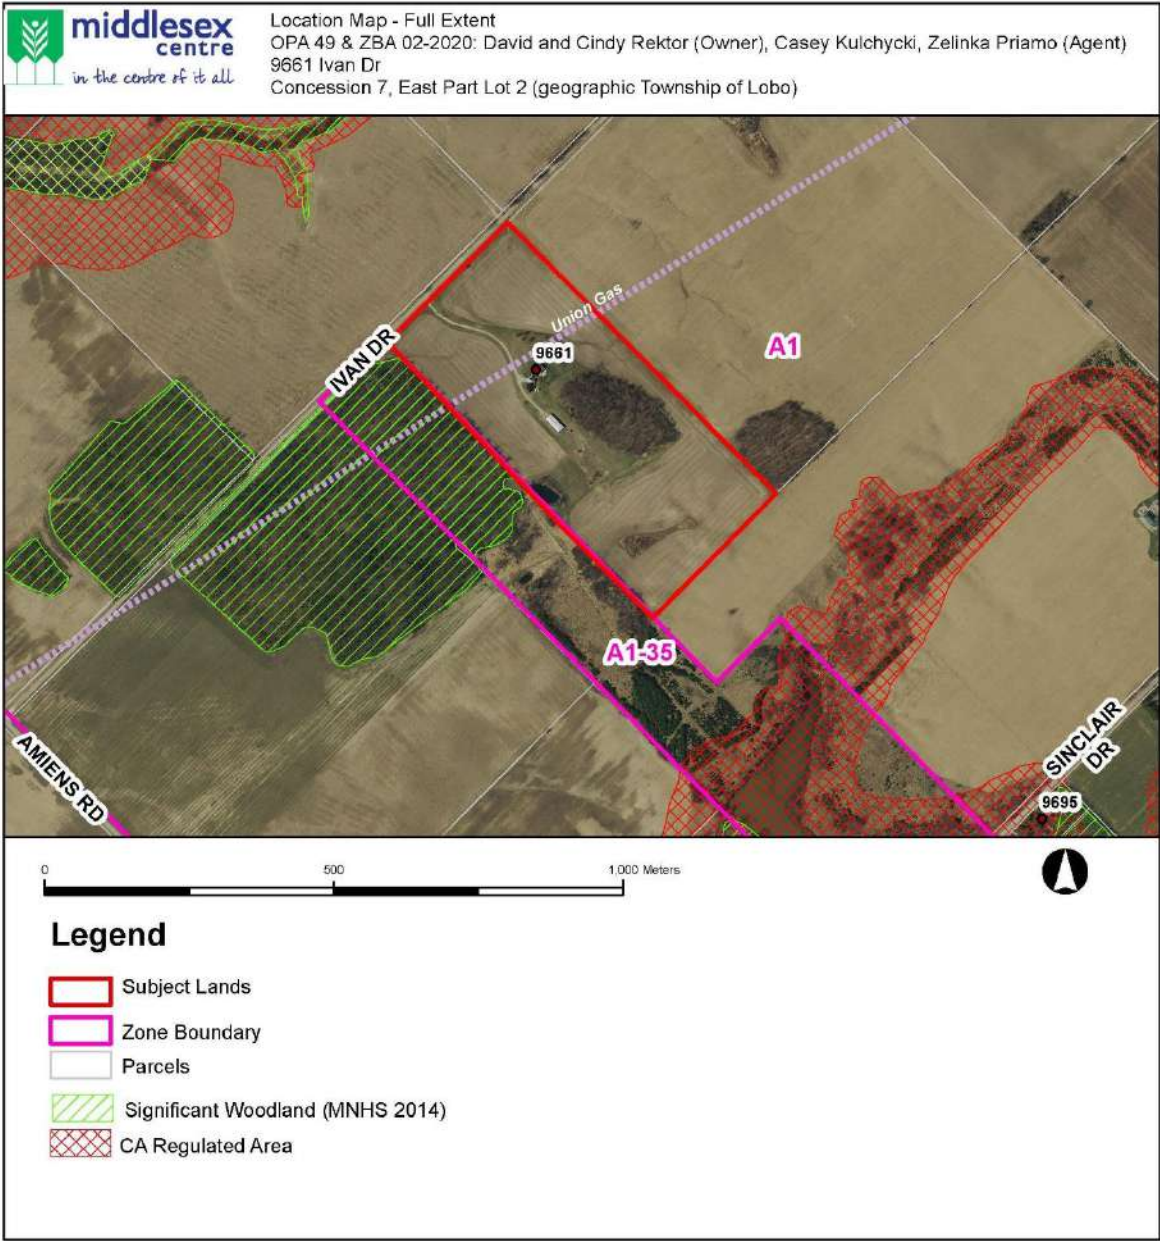 middlesex
centre
in the centre of it all
Location Map - Full Extent
OPA 49 & ZBA 02-2020: David and Cindy Rektor (Owner), Casey Kulchycki, Zelinka Priamo (Agent)
9661 Ivan Dr
Concession 7, East Part Lot 2 (geographic Township of Lobo)
Union Gas
IVAN DR
9661
A1
A1-35
AMIENS RD
SINCLAIR
DR
9695
0 500 1,000 Meters
Legend
Subject Lands
Zone Boundary
Parcels
Significant Woodland (MNHS 2014)
CA Regulated Area